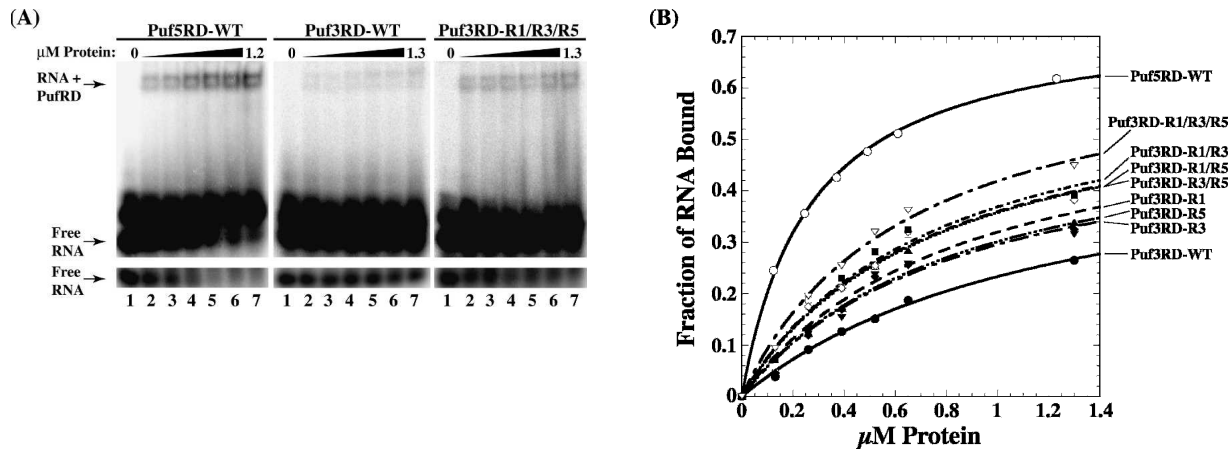 (A)
Puf5RD-WT Puf3RD-WT Puf3RD-R1/R3/R5
μM Protein: 0 1.2 0 1.3 0 1.3
RNA +
PufRD
Free
RNA
Free
RNA
1 2 3 4 5 6 7 1 2 3 4 5 6 7 1 2 3 4 5 6 7
(B)
Fraction of RNA Bound
0.7
0.6
0.5
0.4
0.3
0.2
0.1
0
0 0.2 0.4 0.6 0.8 1 1.2 1.4
μM Protein
Puf5RD-WT
Puf3RD-R1/R3/R5
Puf3RD-R1/R3
Puf3RD-R1/R5
Puf3RD-R3/R5
Puf3RD-R1
Puf3RD-R5
Puf3RD-R3
Puf3RD-WT